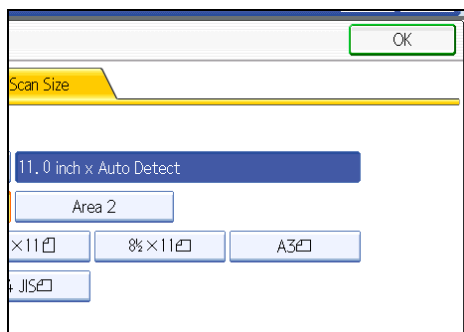 OK
Scan Size
11.0 inch x Auto Detect
Area 2
×11 8½×11 A3
JIS